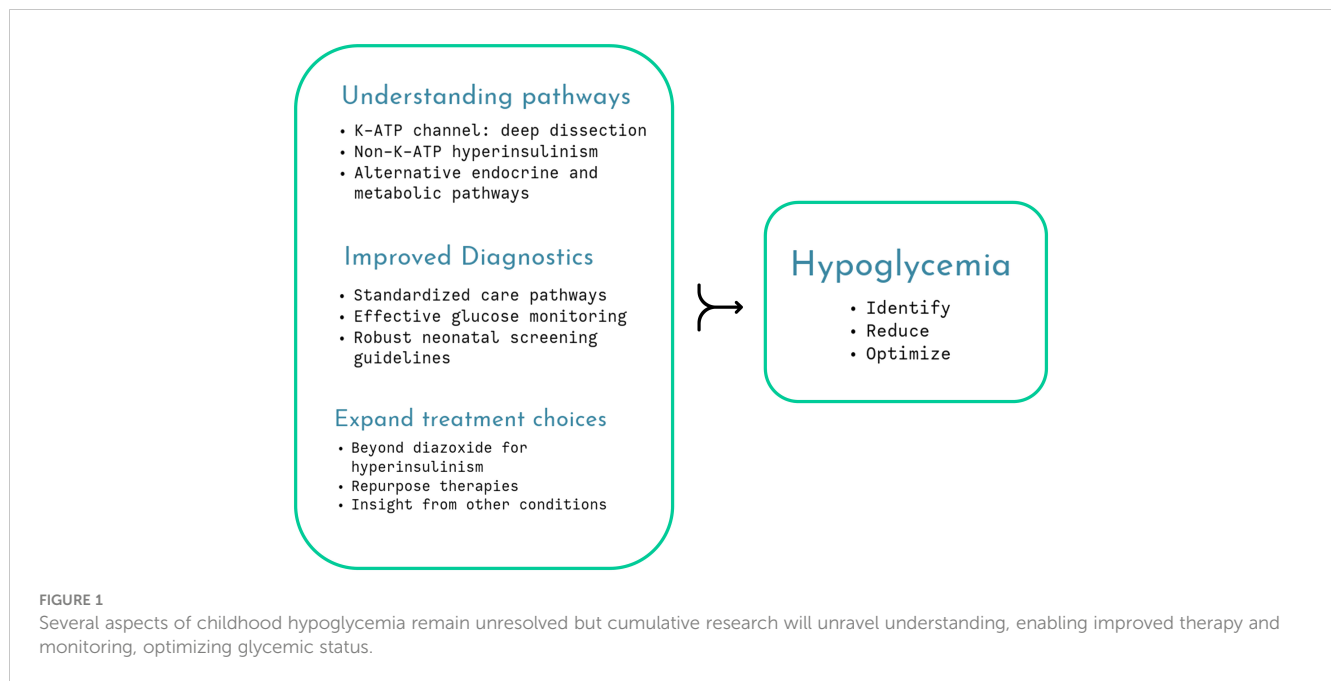 Understanding pathways
• K-ATP channel: deep dissection
• Non-K-ATP hyperinsulinism
• Alternative endocrine and
metabolic pathways
Improved Diagnostics
• Standardized care pathways
• Effective glucose monitoring
• Robust neonatal screening
guidelines
Expand treatment choices
• Beyond diazoxide for
hyperinsulinism
• Repurpose therapies
• Insight from other conditions
Hypoglycemia
• Identify
• Reduce
• Optimize
FIGURE 1
Several aspects of childhood hypoglycemia remain unresolved but cumulative research will unravel understanding, enabling improved therapy and
monitoring, optimizing glycemic status.